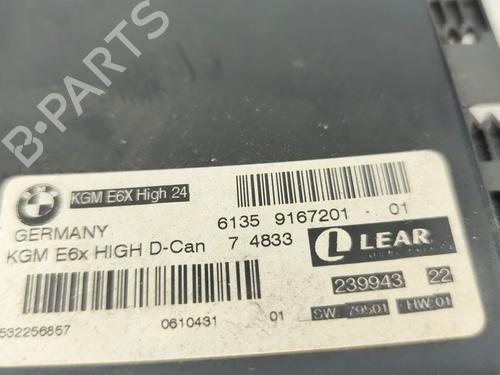 KGM E6X High 24
GERMANY
6135 9167201 01
KGM E6x HIGH D-Can 7 4833
LEAR
239943 22
532256857
0610431 01
SW: 79501 HW:01
B-PARTS